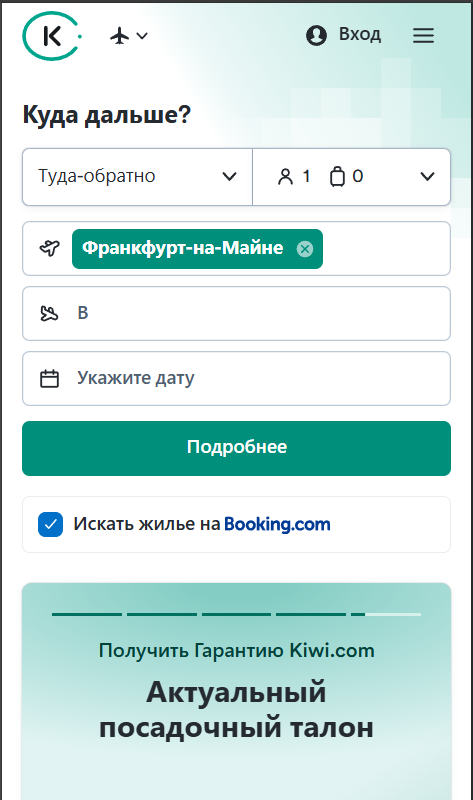 K
Вход
Куда дальше?
Туда-обратно
1
0
Франкфурт-на-Майне
В
Укажите дату
Подробнее
Искать жилье на Booking.com
Получить Гарантию Kiwi.com
Актуальный
посадочный талон